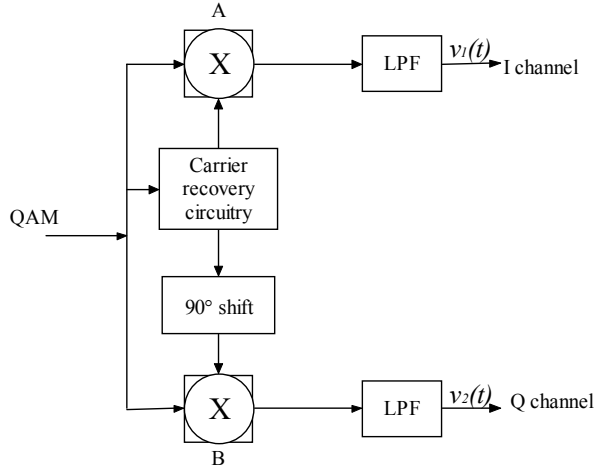 A
X
LPF
v₁(t)
I channel
Carrier
recovery
circuitry
QAM
90° shift
X
LPF
v₂(t)
Q channel
B